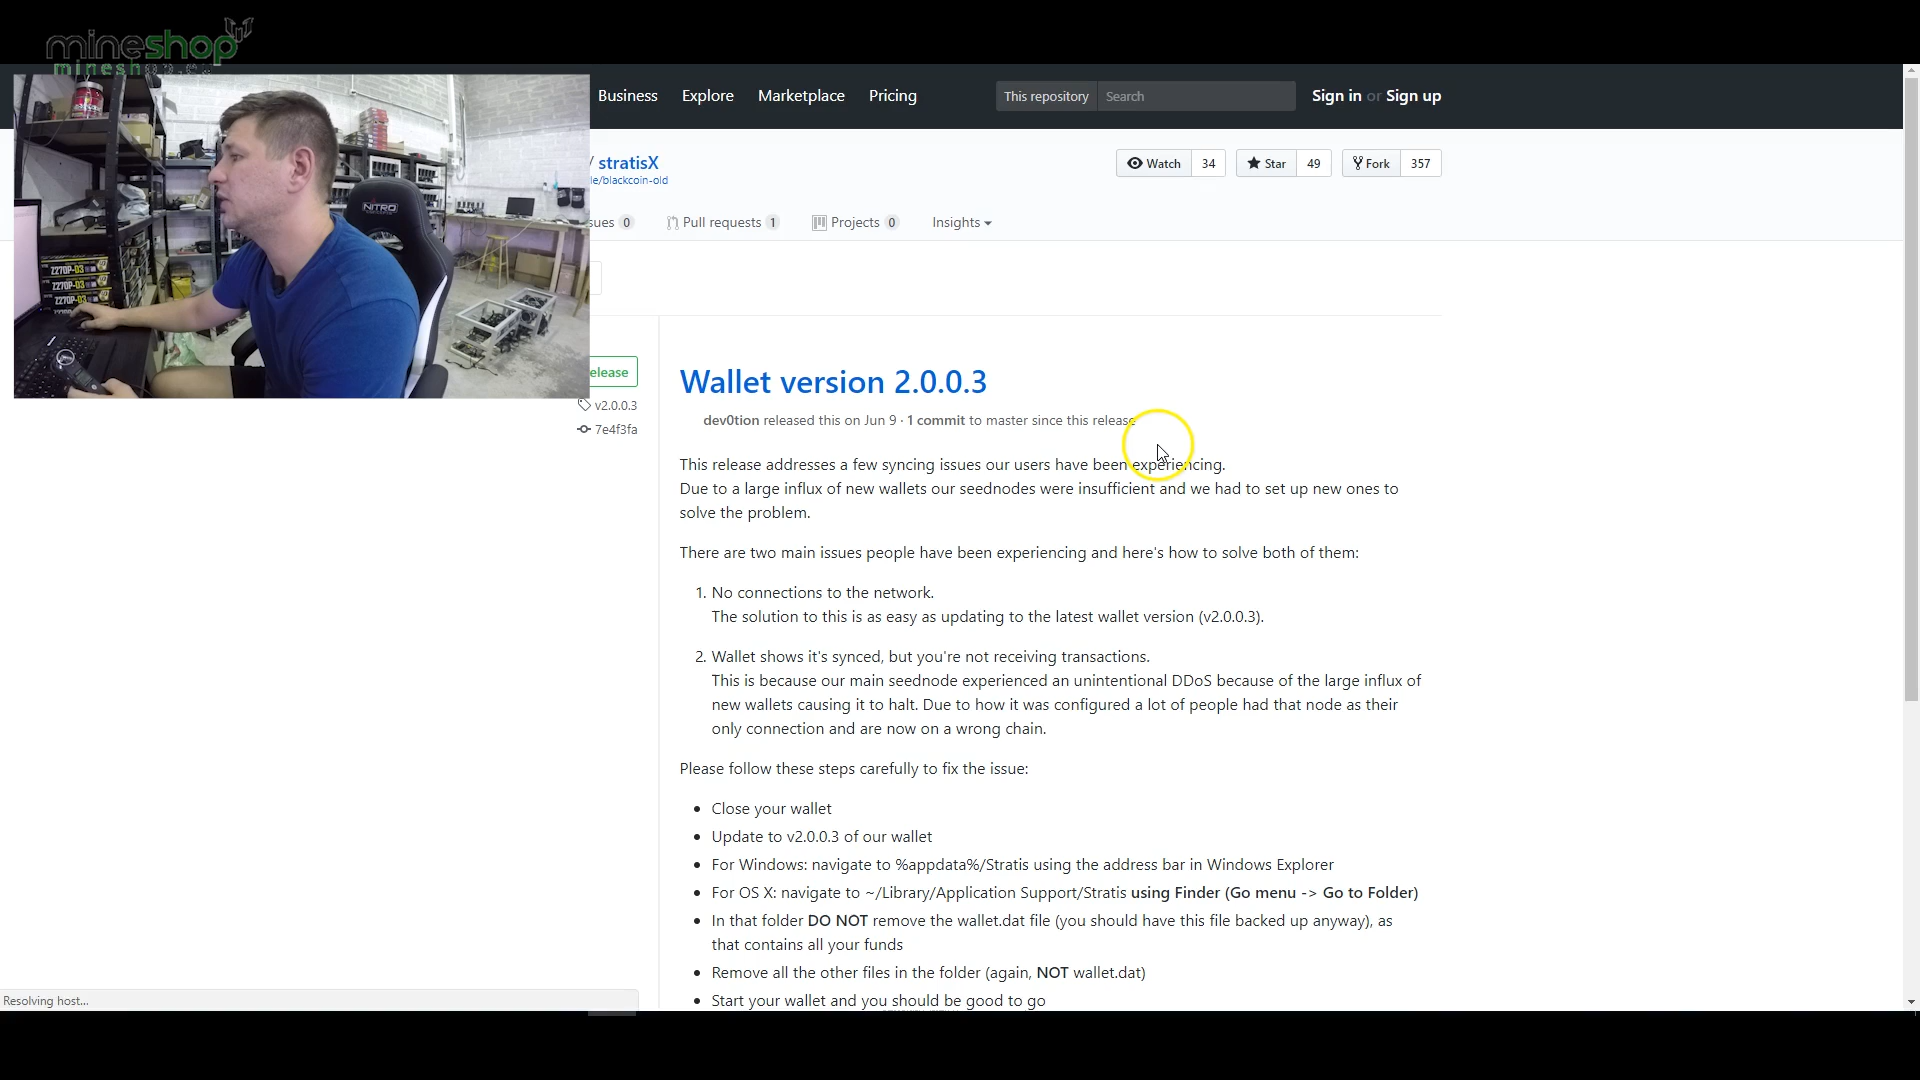 mineshop
mineshop.eu
Business Explore Marketplace Pricing
This repository Search
Sign in or Sign up
/ stratisX
le/blackcoin-old
Watch 34 Star 49 Fork 357
sues 0 Pull requests 1 Projects 0 Insights
NITRO
Z270P-D3
Z270P-D3
Z270P-D3
elease
v2.0.0.3
7e4f3fa
Wallet version 2.0.0.3
dev0tion released this on Jun 9 · 1 commit to master since this release
This release addresses a few syncing issues our users have been experiencing.
Due to a large influx of new wallets our seednodes were insufficient and we had to set up new ones to
solve the problem.
There are two main issues people have been experiencing and here's how to solve both of them:
1. No connections to the network.
The solution to this is as easy as updating to the latest wallet version (v2.0.0.3).
2. Wallet shows it's synced, but you're not receiving transactions.
This is because our main seednode experienced an unintentional DDoS because of the large influx of
new wallets causing it to halt. Due to how it was configured a lot of people had that node as their
only connection and are now on a wrong chain.
Please follow these steps carefully to fix the issue:
• Close your wallet
• Update to v2.0.0.3 of our wallet
• For Windows: navigate to %appdata%/Stratis using the address bar in Windows Explorer
• For OS X: navigate to ~/Library/Application Support/Stratis using Finder (Go menu -> Go to Folder)
• In that folder DO NOT remove the wallet.dat file (you should have this file backed up anyway), as
that contains all your funds
• Remove all the other files in the folder (again, NOT wallet.dat)
• Start your wallet and you should be good to go
Resolving host...